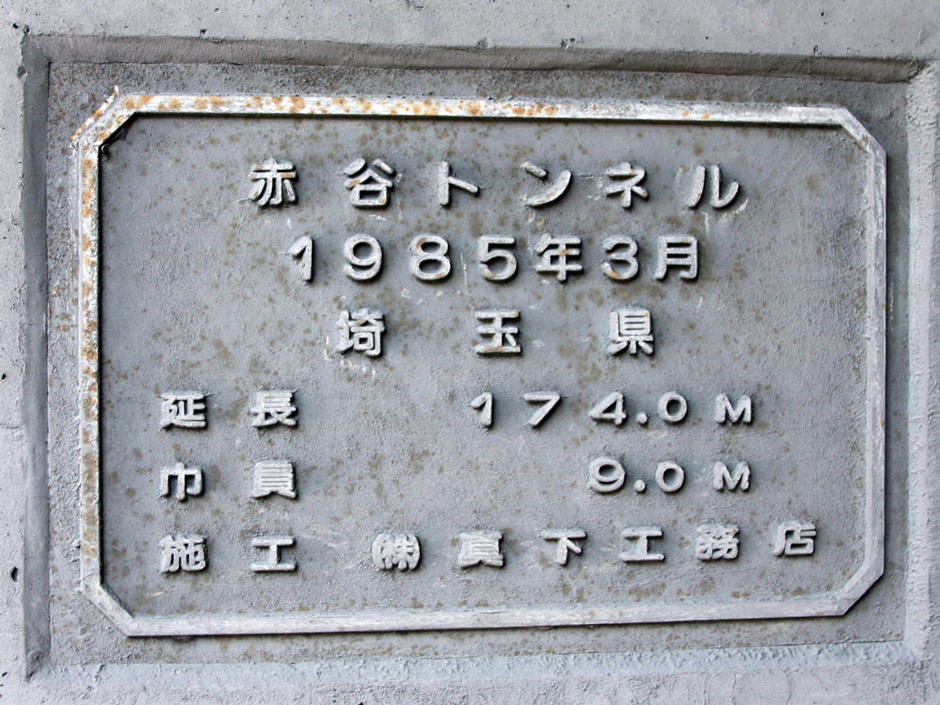 赤谷トンネル
1985年3月
埼玉県
延長 174.0M
巾員 9.0M
施工 ㈱真下工務店